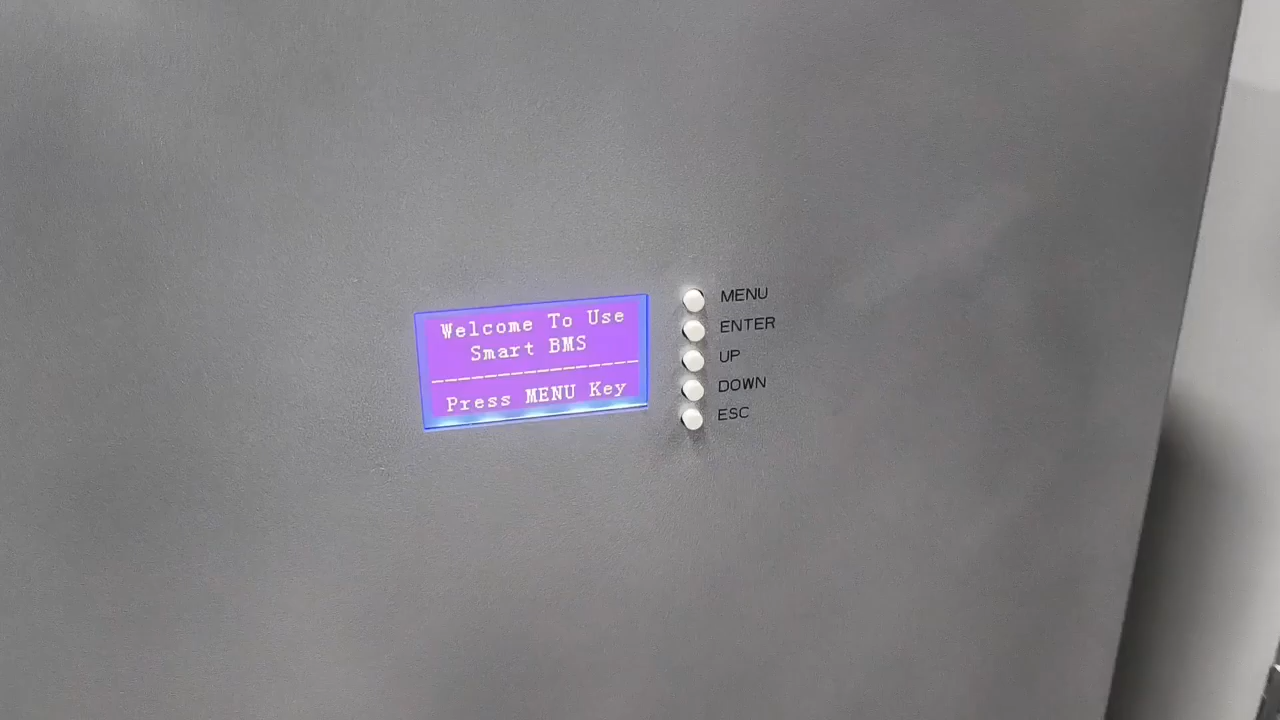 Welcome To Use
Smart BMS
Press MENU Key
MENU
ENTER
UP
DOWN
ESC